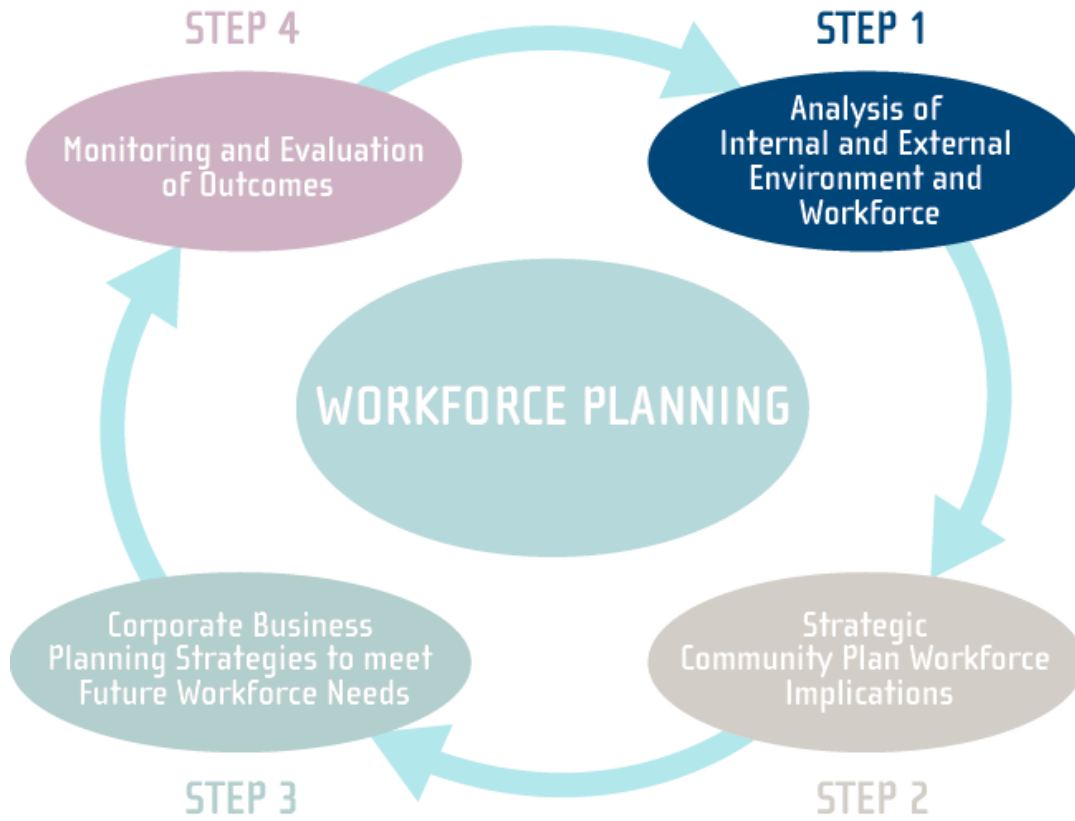 STEP 4
Monitoring and Evaluation
of Outcomes
STEP 1
Analysis of
Internal and External
Environment and
Workforce
WORKFORCE PLANNING
Corporate Business
Planning Strategies to meet
Future Workforce Needs
STEP 3
Strategic
Community Plan Workforce
Implications
STEP 2